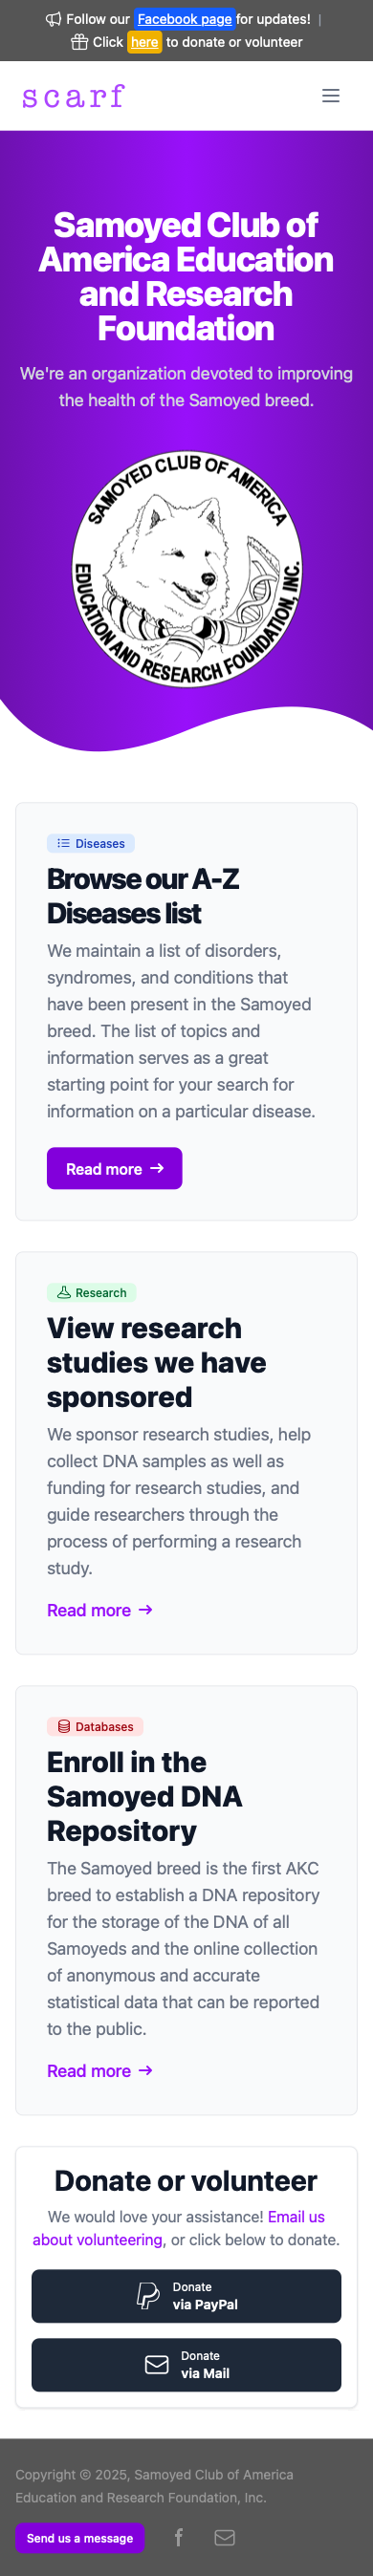 Follow our Facebook page for updates! |
Click here to donate or volunteer
scarf
Samoyed Club of
America Education
and Research
Foundation
We're an organization devoted to improving
the health of the Samoyed breed.
SAMOYED CLUB OF AMERICA
EDUCATION AND RESEARCH FOUNDATION, INC.
Diseases
Browse our A-Z
Diseases list
We maintain a list of disorders,
syndromes, and conditions that
have been present in the Samoyed
breed. The list of topics and
information serves as a great
starting point for your search for
information on a particular disease.
Read more →
Research
View research
studies we have
sponsored
We sponsor research studies, help
collect DNA samples as well as
funding for research studies, and
guide researchers through the
process of performing a research
study.
Read more →
Databases
Enroll in the
Samoyed DNA
Repository
The Samoyed breed is the first AKC
breed to establish a DNA repository
for the storage of the DNA of all
Samoyeds and the online collection
of anonymous and accurate
statistical data that can be reported
to the public.
Read more →
Donate or volunteer
We would love your assistance! Email us
about volunteering, or click below to donate.
Donate
via PayPal
Donate
via Mail
Copyright © 2025, Samoyed Club of America
Education and Research Foundation, Inc.
Send us a message